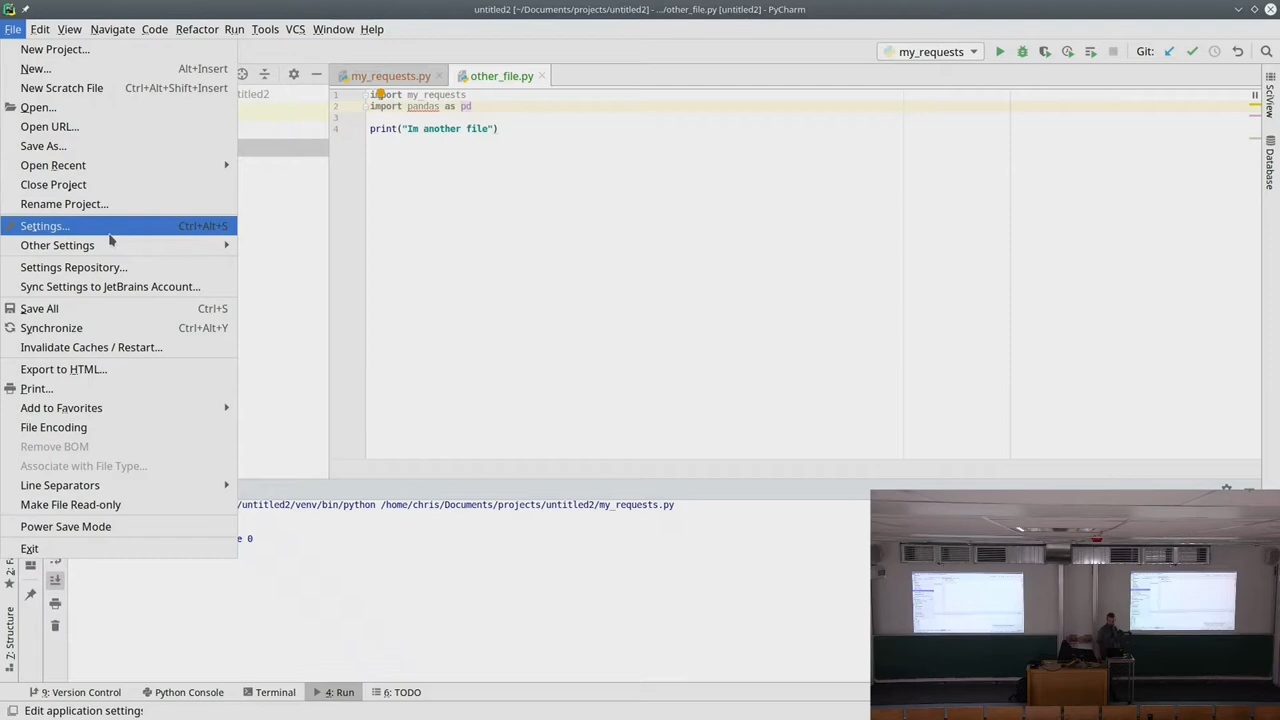 untitled2 [~/Documents/projects/untitled2] - .../other_file.py [untitled2] - PyCharm
File Edit View Navigate Code Refactor Run Tools VCS Window Help
New Project...
my_requests
Git:
New... Alt+Insert
my_requests.py
other_file.py
New Scratch File Ctrl+Alt+Shift+Insert
titled2
1 import my_requests
Open...
2 import pandas as pd
3
Open URL...
4 print("Im another file")
Save As...
Open Recent
Close Project
Rename Project...
Settings... Ctrl+Alt+S
Other Settings
Settings Repository...
Sync Settings to JetBrains Account...
Save All Ctrl+S
Synchronize Ctrl+Alt+Y
Invalidate Caches / Restart...
Export to HTML...
Print...
Add to Favorites
File Encoding
Remove BOM
Associate with File Type...
Line Separators
Make File Read-only
Power Save Mode
Exit
SciView
Database
/untitled2/venv/bin/python /home/chris/Documents/projects/untitled2/my_requests.py
e 0
Z: Structure
9: Version Control Python Console Terminal 4: Run 6: TODO
Edit application settings